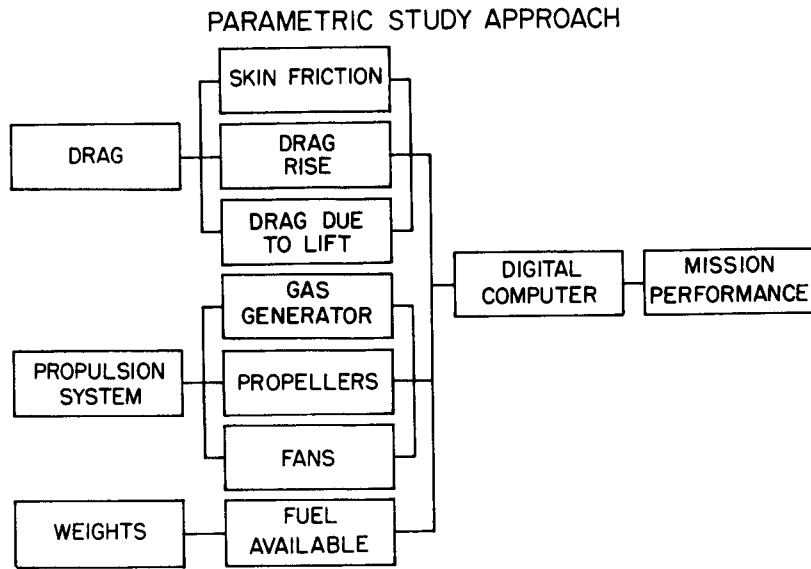 PARAMETRIC STUDY APPROACH
SKIN FRICTION
DRAG
DRAG
RISE
DRAG DUE
TO LIFT
GAS
GENERATOR
DIGITAL
COMPUTER
MISSION
PERFORMANCE
PROPULSION
SYSTEM
PROPELLERS
FANS
WEIGHTS
FUEL
AVAILABLE